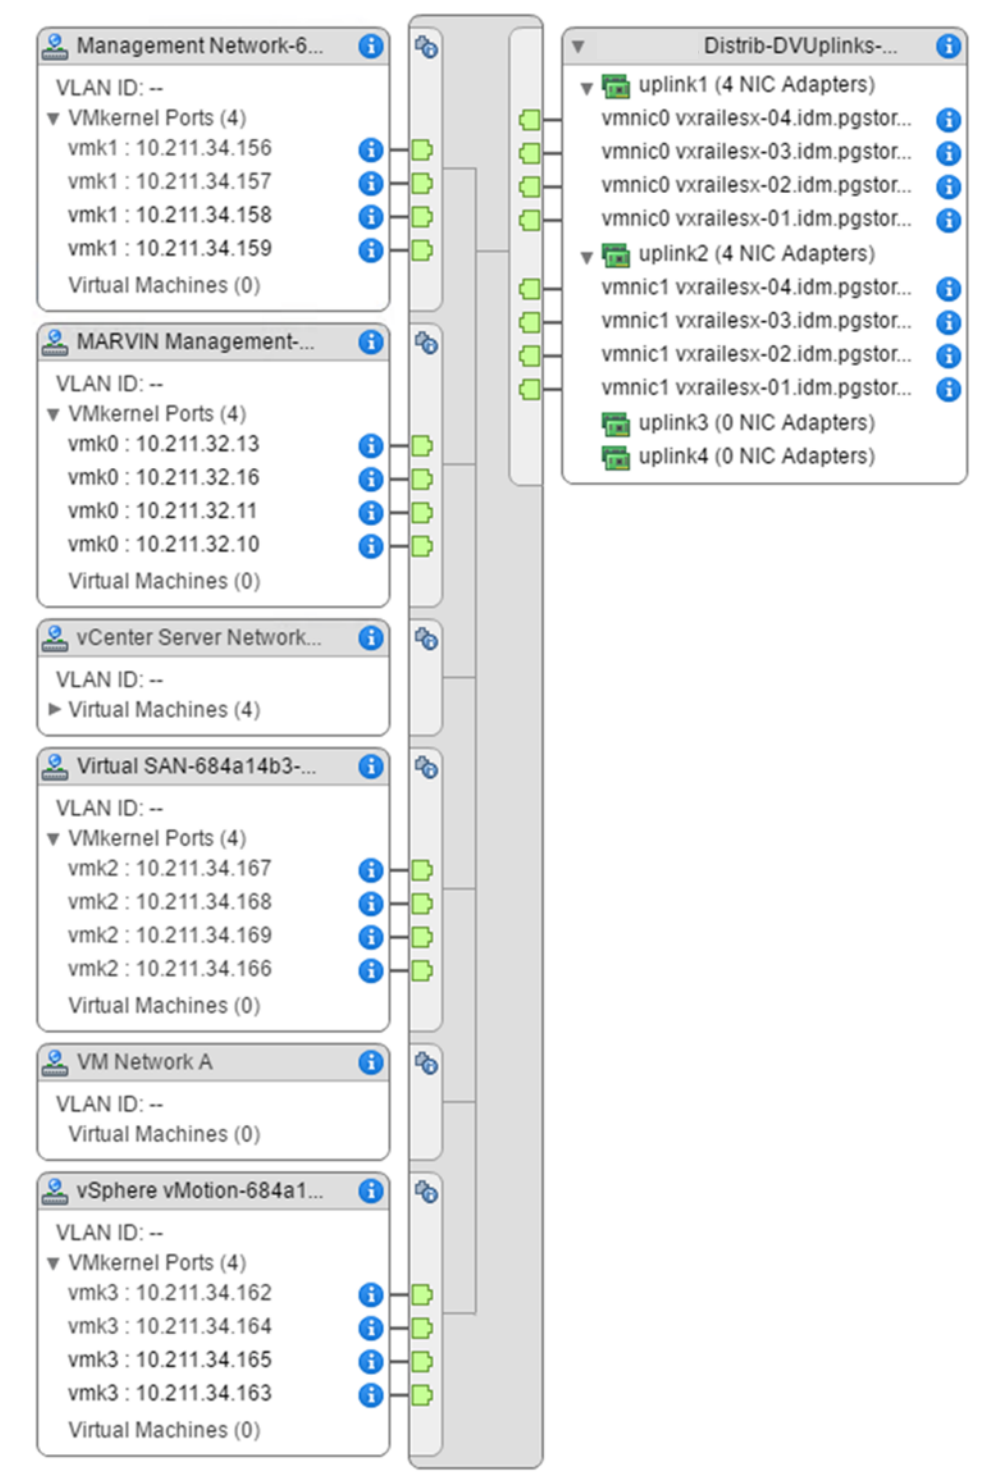 Management Network-6...
VLAN ID: --
VMkernel Ports (4)
vmk1 : 10.211.34.156
vmk1 : 10.211.34.157
vmk1 : 10.211.34.158
vmk1 : 10.211.34.159
Virtual Machines (0)
MARVIN Management-...
VLAN ID: --
VMkernel Ports (4)
vmk0 : 10.211.32.13
vmk0 : 10.211.32.16
vmk0 : 10.211.32.11
vmk0 : 10.211.32.10
Virtual Machines (0)
vCenter Server Network...
VLAN ID: --
Virtual Machines (4)
Virtual SAN-684a14b3-...
VLAN ID: --
VMkernel Ports (4)
vmk2 : 10.211.34.167
vmk2 : 10.211.34.168
vmk2 : 10.211.34.169
vmk2 : 10.211.34.166
Virtual Machines (0)
VM Network A
VLAN ID: --
Virtual Machines (0)
vSphere vMotion-684a1...
VLAN ID: --
VMkernel Ports (4)
vmk3 : 10.211.34.162
vmk3 : 10.211.34.164
vmk3 : 10.211.34.165
vmk3 : 10.211.34.163
Virtual Machines (0)
Distrib-DVUplinks-...
uplink1 (4 NIC Adapters)
vmnic0 vxrailesx-04.idm.pgstor...
vmnic0 vxrailesx-03.idm.pgstor...
vmnic0 vxrailesx-02.idm.pgstor...
vmnic0 vxrailesx-01.idm.pgstor...
uplink2 (4 NIC Adapters)
vmnic1 vxrailesx-04.idm.pgstor...
vmnic1 vxrailesx-03.idm.pgstor...
vmnic1 vxrailesx-02.idm.pgstor...
vmnic1 vxrailesx-01.idm.pgstor...
uplink3 (0 NIC Adapters)
uplink4 (0 NIC Adapters)